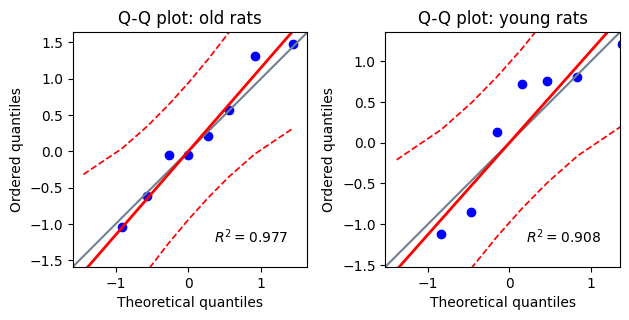 Q-Q plot: old rats
Q-Q plot: young rats
Ordered quantiles
1.5
1.0
0.5
0.0
−0.5
−1.0
−1.5
R² = 0.977
−1
0
1
Theoretical quantiles
Ordered quantiles
1.0
0.5
0.0
−0.5
−1.0
−1.5
R² = 0.908
−1
0
1
Theoretical quantiles